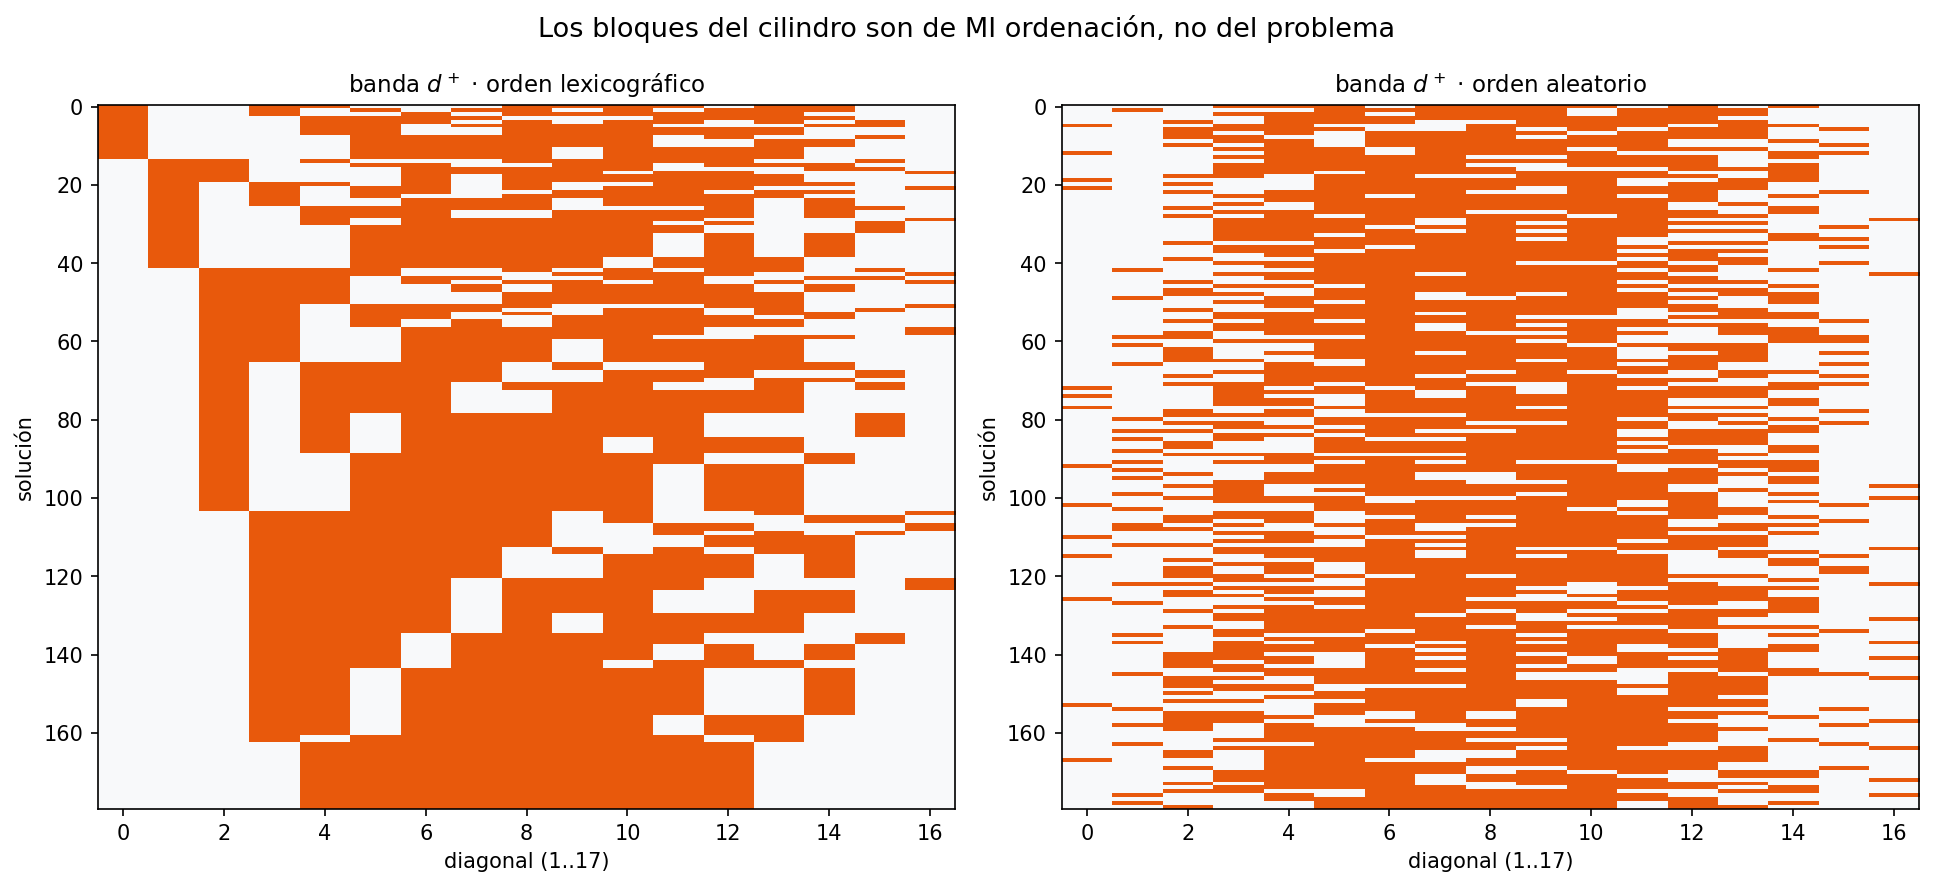 Los bloques del cilindro son de MI ordenación, no del problema
banda d⁺ · orden lexicográfico
0
20
40
60
80
100
120
140
160
solución
0 2 4 6 8 10 12 14 16
diagonal (1..17)
banda d⁺ · orden aleatorio
0
20
40
60
80
100
120
140
160
solución
0 2 4 6 8 10 12 14 16
diagonal (1..17)